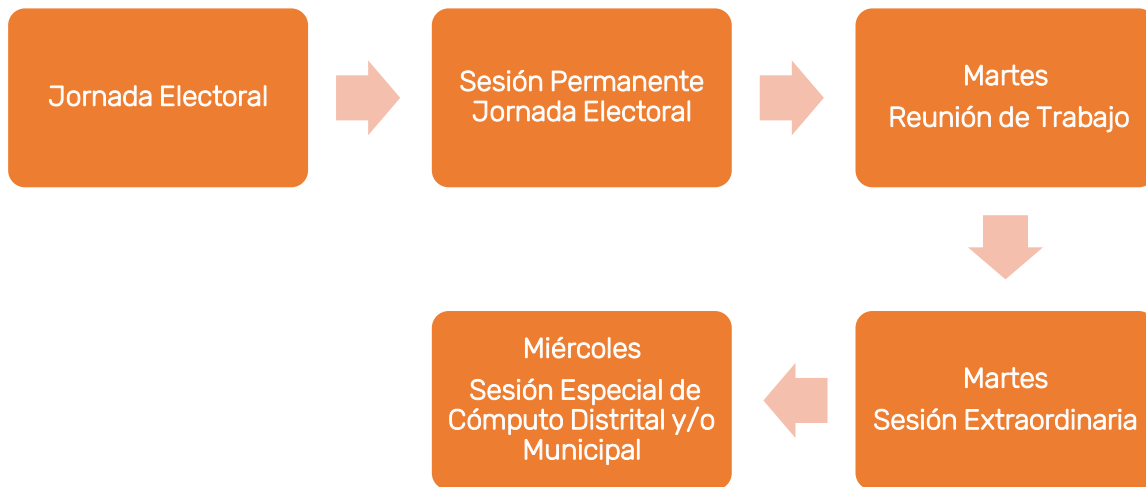 Jornada Electoral
Sesión Permanente
Jornada Electoral
Martes
Reunión de Trabajo
Martes
Sesión Extraordinaria
Miércoles
Sesión Especial de
Cómputo Distrital y/o
Municipal